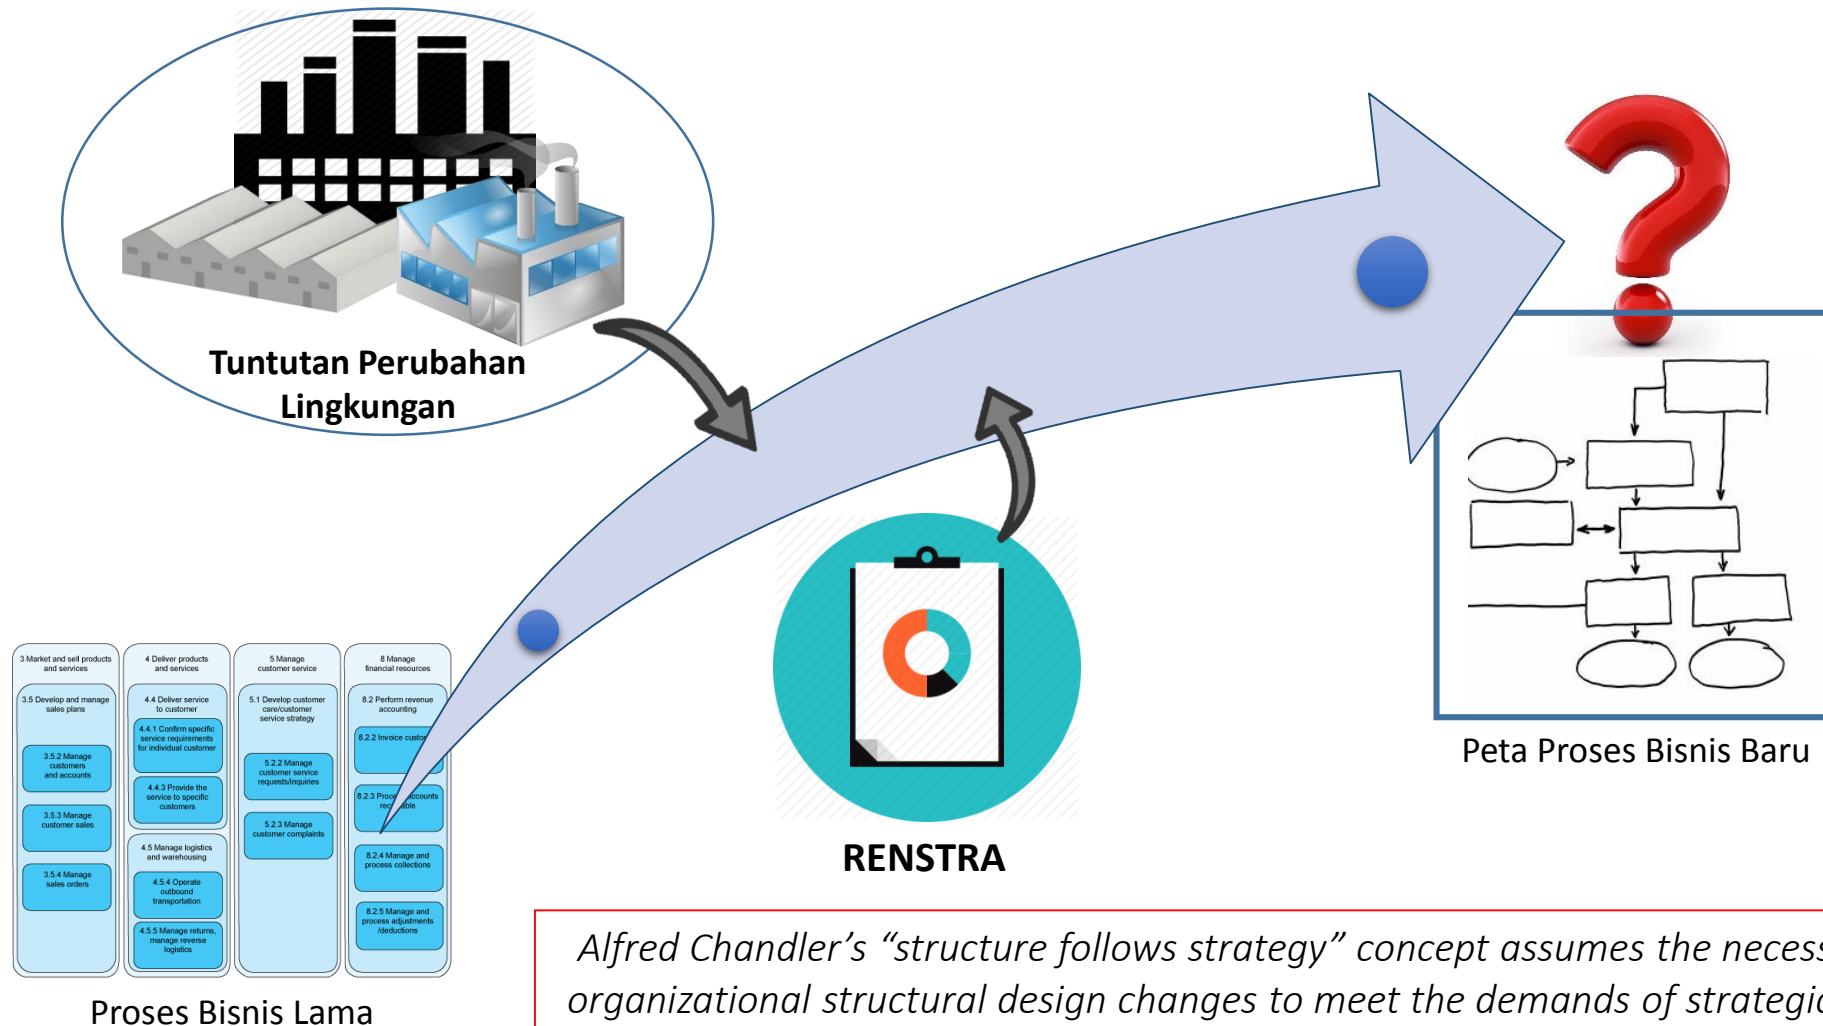 Tuntutan Perubahan
Lingkungan
3 Market and sell products
and services
3.5 Develop and manage
sales plans
3.5.2 Manage
customers
and accounts
3.5.3 Manage
customer sales
3.5.4 Manage
sales orders
4 Deliver products
and services
4.4 Deliver service
to customer
4.4.1 Confirm specific
service requirements
for individual customer
4.4.3 Provide the
service to specific
customers
4.5 Manage logistics
and warehousing
4.5.4 Operate
outbound
transportation
4.5.5 Manage returns,
manage reverse
logistics
5 Manage
customer service
5.1 Develop customer
care/customer
service strategy
5.2.2 Manage
customer service
requests/inquiries
5.2.3 Manage
customer complaints
8 Manage
financial resources
8.2 Perform revenue
accounting
8.2.2 Invoice
8.2.3 accounts
8.2.4 Manage and
process collections
8.2.5 Manage and
process adjustments
/deductions
Proses Bisnis Lama
RENSTRA
Peta Proses Bisnis Baru
Alfred Chandler’s “structure follows strategy” concept assumes the necess
organizational structural design changes to meet the demands of strategic